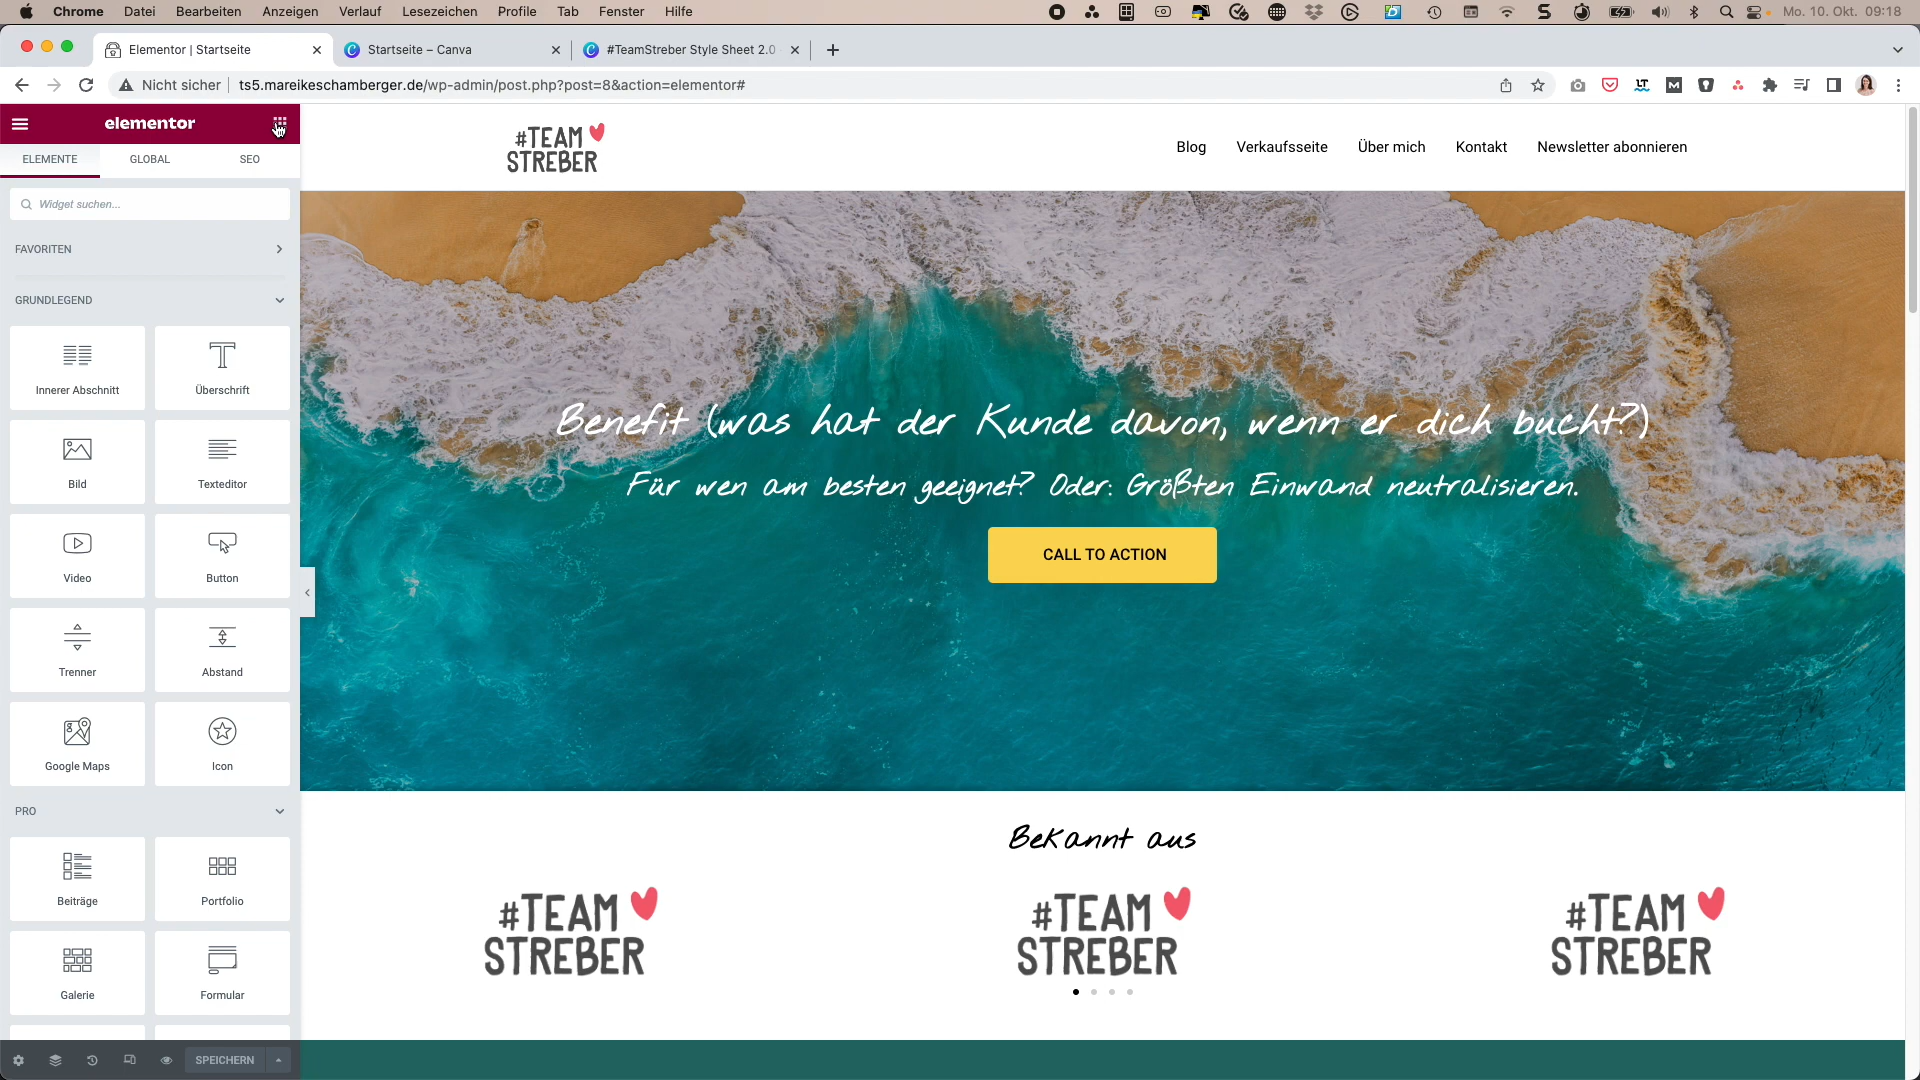 Chrome Datei Bearbeiten Anzeigen Verlauf Lesezeichen Profile Tab Fenster Hilfe Mo. 10. Okt. 09:18
Elementor | Startseite
Startseite – Canva
#TeamStreber Style Sheet 2.0
Nicht sicher ts5.mareikeschamberger.de/wp-admin/post.php?post=8&action=elementor#
elementor
ELEMENTE GLOBAL SEO
Widget suchen...
FAVORITEN
GRUNDLEGEND
Innerer Abschnitt
Überschrift
Bild
Texteditor
Video
Button
Trenner
Abstand
Google Maps
Icon
PRO
Beiträge
Portfolio
Galerie
Formular
SPEICHERN
#TEAM
STREBER
Blog Verkaufsseite Über mich Kontakt Newsletter abonnieren
Benefit (was hat der Kunde davon, wenn er dich bucht?)
Für wen am besten geeignet? Oder: Größten Einwand neutralisieren.
CALL TO ACTION
Bekannt aus
#TEAM
STREBER
#TEAM
STREBER
#TEAM
STREBER